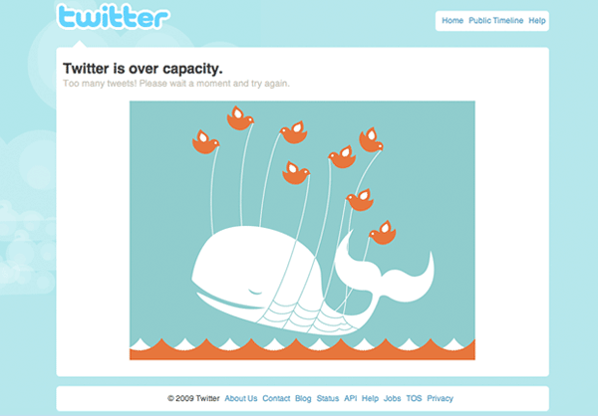 twitter
Home Public Timeline Help
Twitter is over capacity.
Too many tweets! Please wait a moment and try again.
© 2009 Twitter About Us Contact Blog Status API Help Jobs TOS Privacy